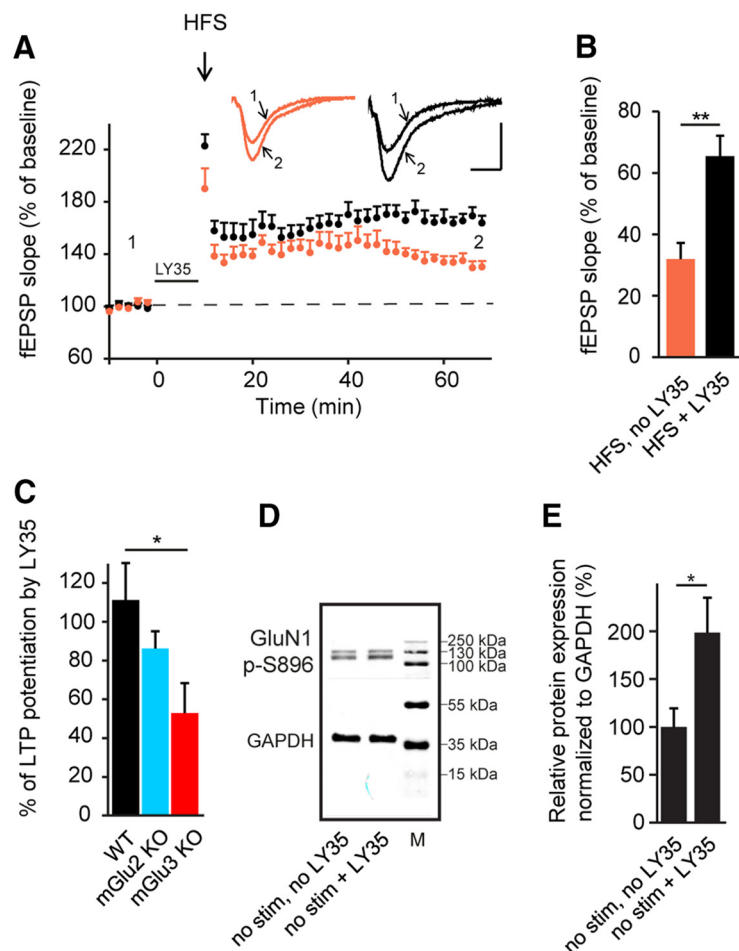 A
HFS
fEPSP slope (% of baseline)
220
180
140
100
60
1
2
1
2
1
LY35
2
0
20
40
60
Time (min)
B
fEPSP slope (% of baseline)
80
60
40
20
0
**
HFS, no LY35
HFS + LY35
C
% of LTP potentiation by LY35
120
100
80
60
40
20
0
*
WT
mGlu2 KO
mGlu3 KO
D
GluN1
p-S896
GAPDH
250 kDa
130 kDa
100 kDa
55 kDa
35 kDa
15 kDa
no stim, no LY35
no stim + LY35
M
E
Relative protein expression
normalized to GAPDH (%)
200
150
100
50
0
*
no stim, no LY35
no stim + LY35